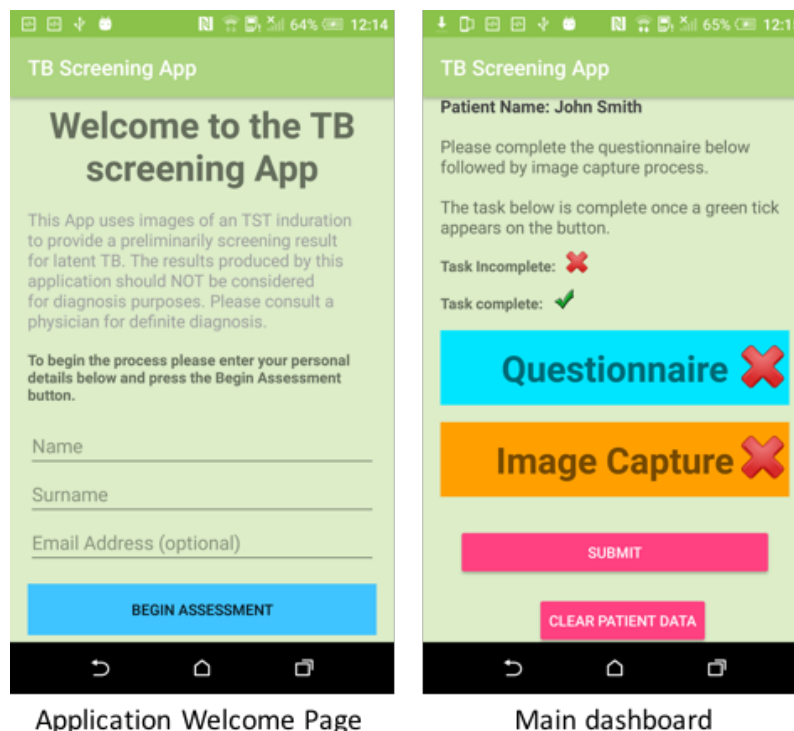 64% 12:14
TB Screening App
Welcome to the TB
screening App
This App uses images of an TST induration
to provide a preliminarily screening result
for latent TB. The results produced by this
application should NOT be considered
for diagnosis purposes. Please consult a
physician for definite diagnosis.
To begin the process please enter your personal
details below and press the Begin Assessment
button.
Name
Surname
Email Address (optional)
BEGIN ASSESSMENT
Application Welcome Page
65%
TB Screening App
Patient Name: John Smith
Please complete the questionnaire below
followed by image capture process.
The task below is complete once a green tick
appears on the button.
Task Incomplete:
Task complete:
Questionnaire
Image Capture
SUBMIT
CLEAR PATIENT DATA
Main dashboard